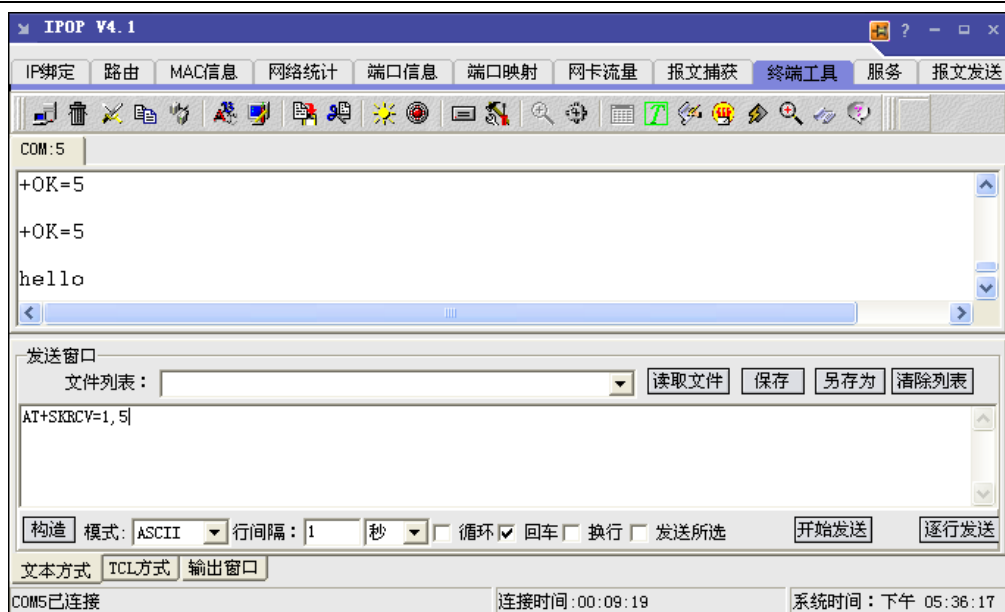 IPOP V4.1
IP绑定 路由 MAC信息 网络统计 端口信息 端口映射 网卡流量 报文捕获 终端工具 服务 报文发送
COM:5
+OK=5
+OK=5
hello
发送窗口
文件列表： 读取文件 保存 另存为 清除列表
AT+SKRCV=1,5
构造 模式: ASCII 行间隔：1 秒 循环 回车 换行 发送所选 开始发送 逐行发送
文本方式 TCL方式 输出窗口
COM5已连接 连接时间:00:09:19 系统时间：下午 05:36:17